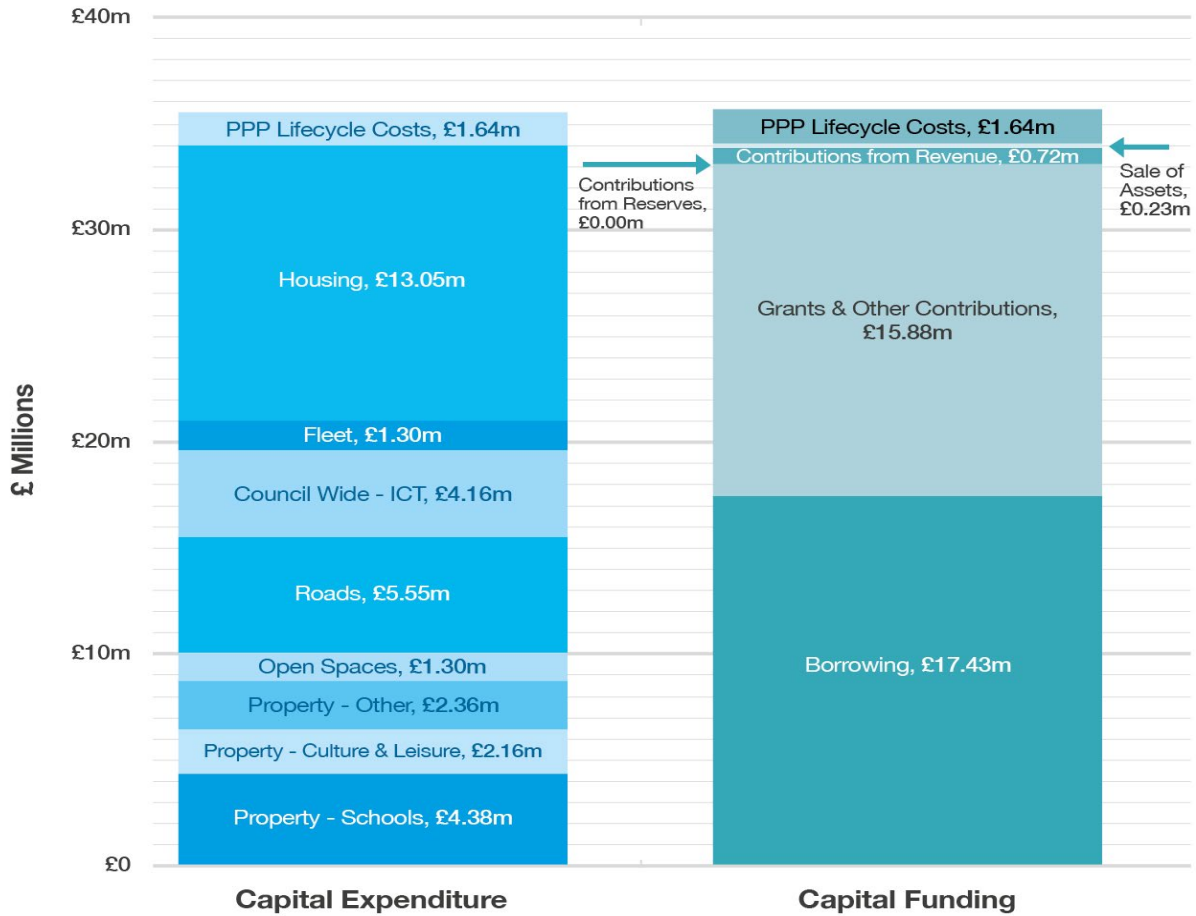 £40m
£30m
£20m
£10m
£0
£ Millions
PPP Lifecycle Costs, £1.64m
Housing, £13.05m
Fleet, £1.30m
Council Wide - ICT, £4.16m
Roads, £5.55m
Open Spaces, £1.30m
Property - Other, £2.36m
Property - Culture & Leisure, £2.16m
Property - Schools, £4.38m
Capital Expenditure
Contributions
from Reserves,
£0.00m
PPP Lifecycle Costs, £1.64m
Contributions from Revenue, £0.72m
Grants & Other Contributions,
£15.88m
Borrowing, £17.43m
Capital Funding
Sale of
Assets,
£0.23m